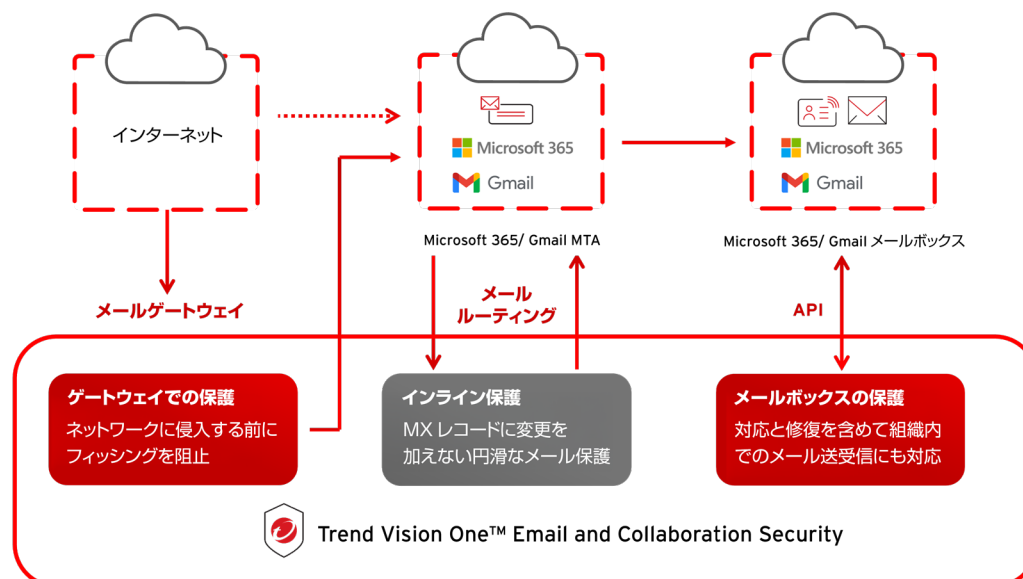 インターネット
Microsoft 365
Gmail
Microsoft 365
Gmail
Microsoft 365/ Gmail MTA
Microsoft 365/ Gmail メールボックス
メールゲートウェイ
メール
ルーティング
API
ゲートウェイでの保護
ネットワークに侵入する前に
フィッシングを阻止
インライン保護
MX レコードに変更を
加えない円滑なメール保護
メールボックスの保護
対応と修復を含めて組織内
でのメール送受信にも対応
Trend Vision One™ Email and Collaboration Security